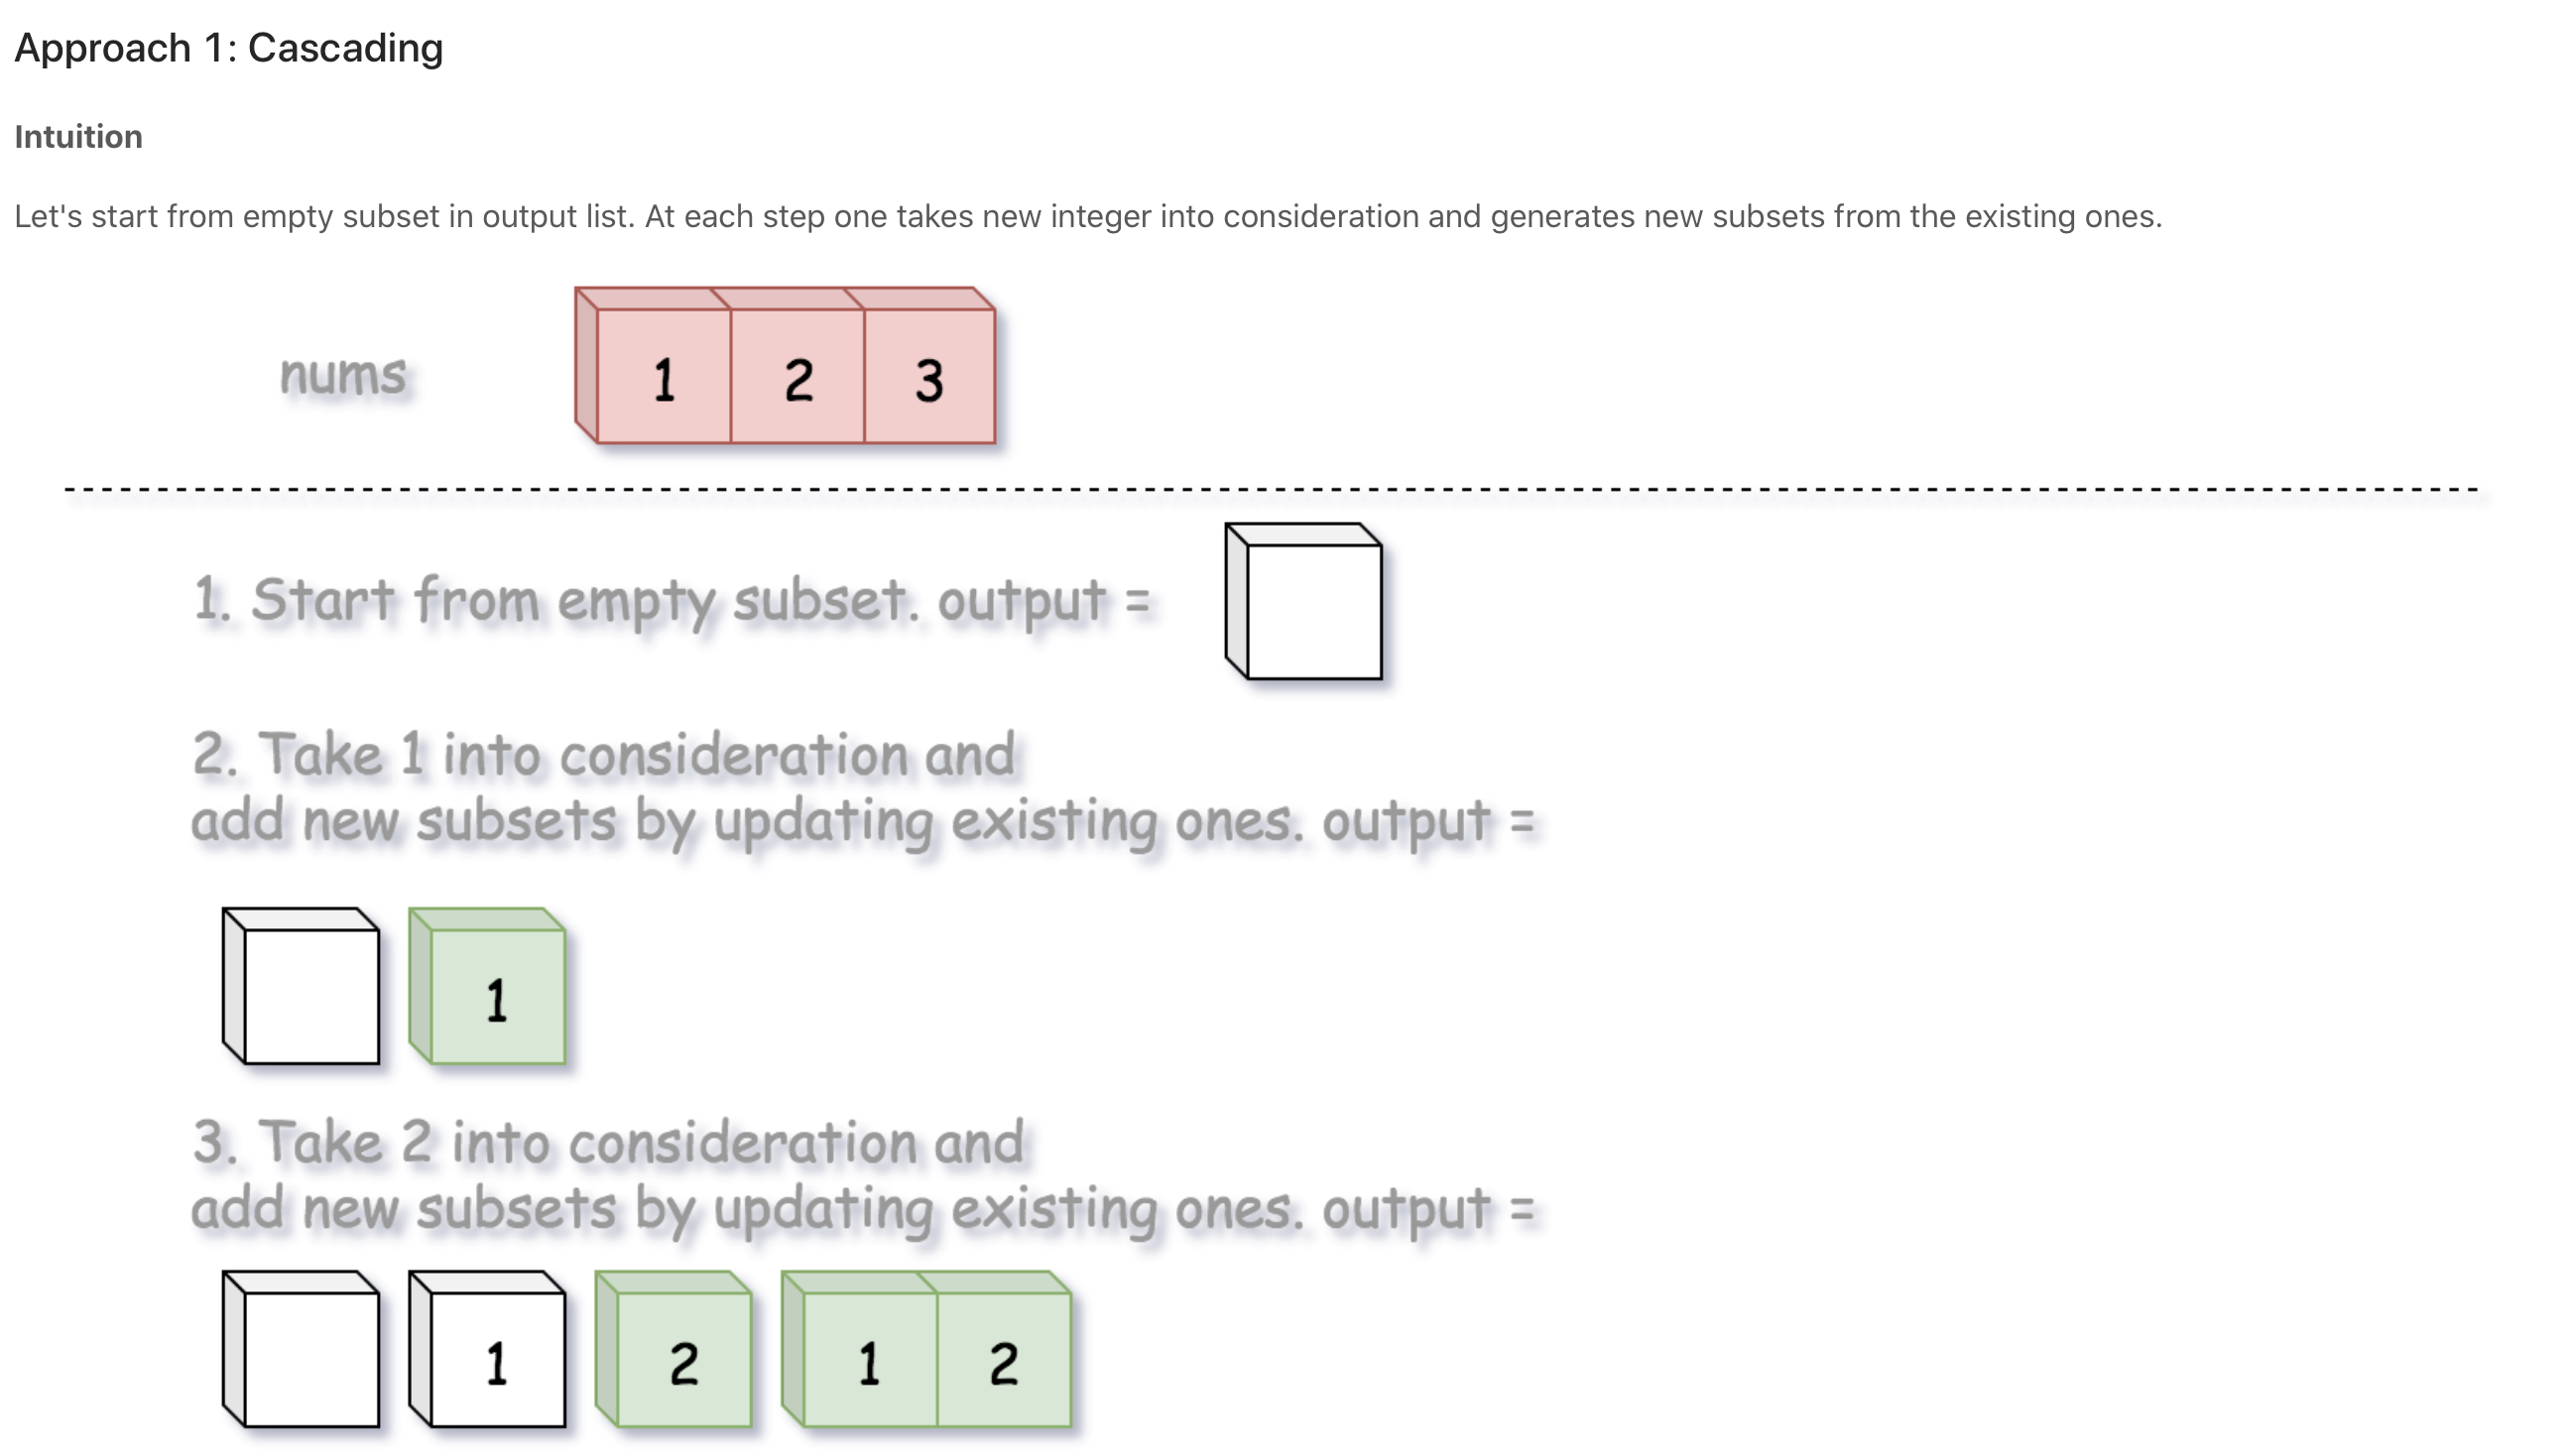 Approach 1: Cascading
Intuition
Let's start from empty subset in output list. At each step one takes new integer into consideration and generates new subsets from the existing ones.
nums 1 2 3
1. Start from empty subset. output =
2. Take 1 into consideration and
add new subsets by updating existing ones. output =
1
3. Take 2 into consideration and
add new subsets by updating existing ones. output =
1 2 1 2